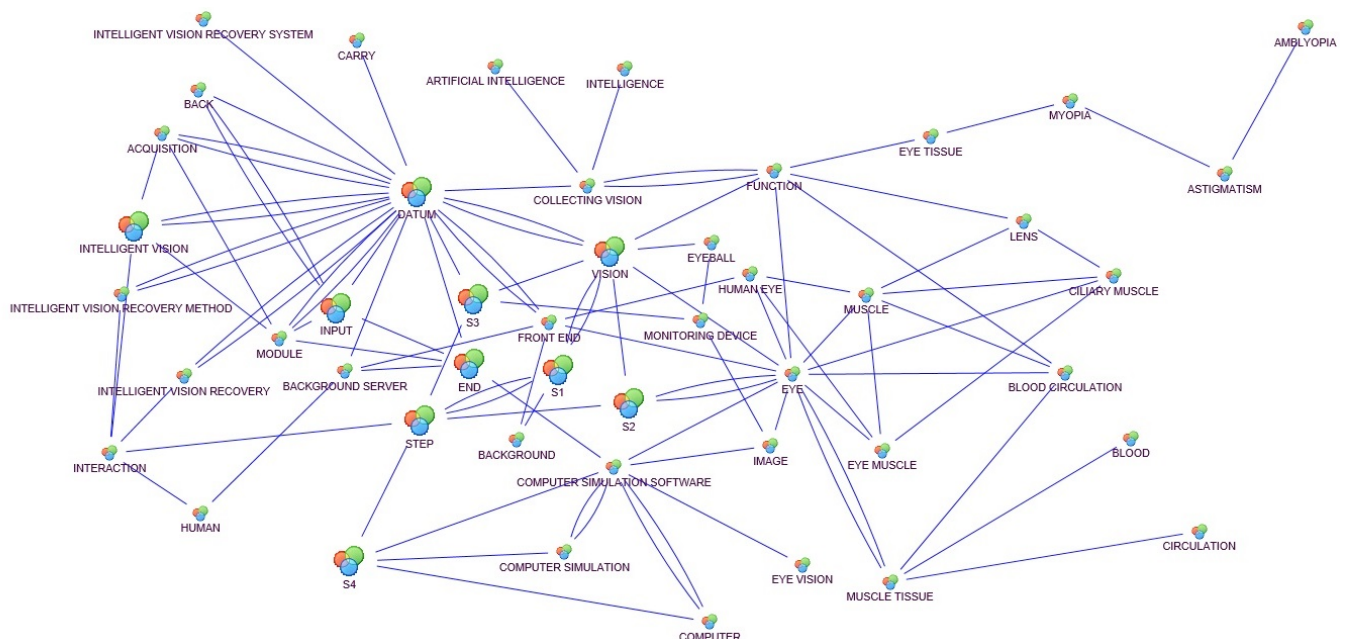 INTELLIGENT VISION RECOVERY SYSTEM
AMBLYOPIA
CARRY
ARTIFICIAL INTELLIGENCE
INTELLIGENCE
BACK
MYOPIA
ACQUISITION
EYE TISSUE
FUNCTION
ASTIGMATISM
COLLECTING VISION
DATUM
LENS
INTELLIGENT VISION
EYEBALL
VISION
HUMAN EYE
CILIARY MUSCLE
INTELLIGENT VISION RECOVERY METHOD
MUSCLE
S3
INPUT
FRONT END
MONITORING DEVICE
MODULE
INTELLIGENT VISION RECOVERY
BACKGROUND SERVER
END
S1
EYE
BLOOD CIRCULATION
S2
STEP
BACKGROUND
IMAGE
EYE MUSCLE
BLOOD
INTERACTION
COMPUTER SIMULATION SOFTWARE
HUMAN
CIRCULATION
COMPUTER SIMULATION
EYE VISION
S4
MUSCLE TISSUE
COMPUTER